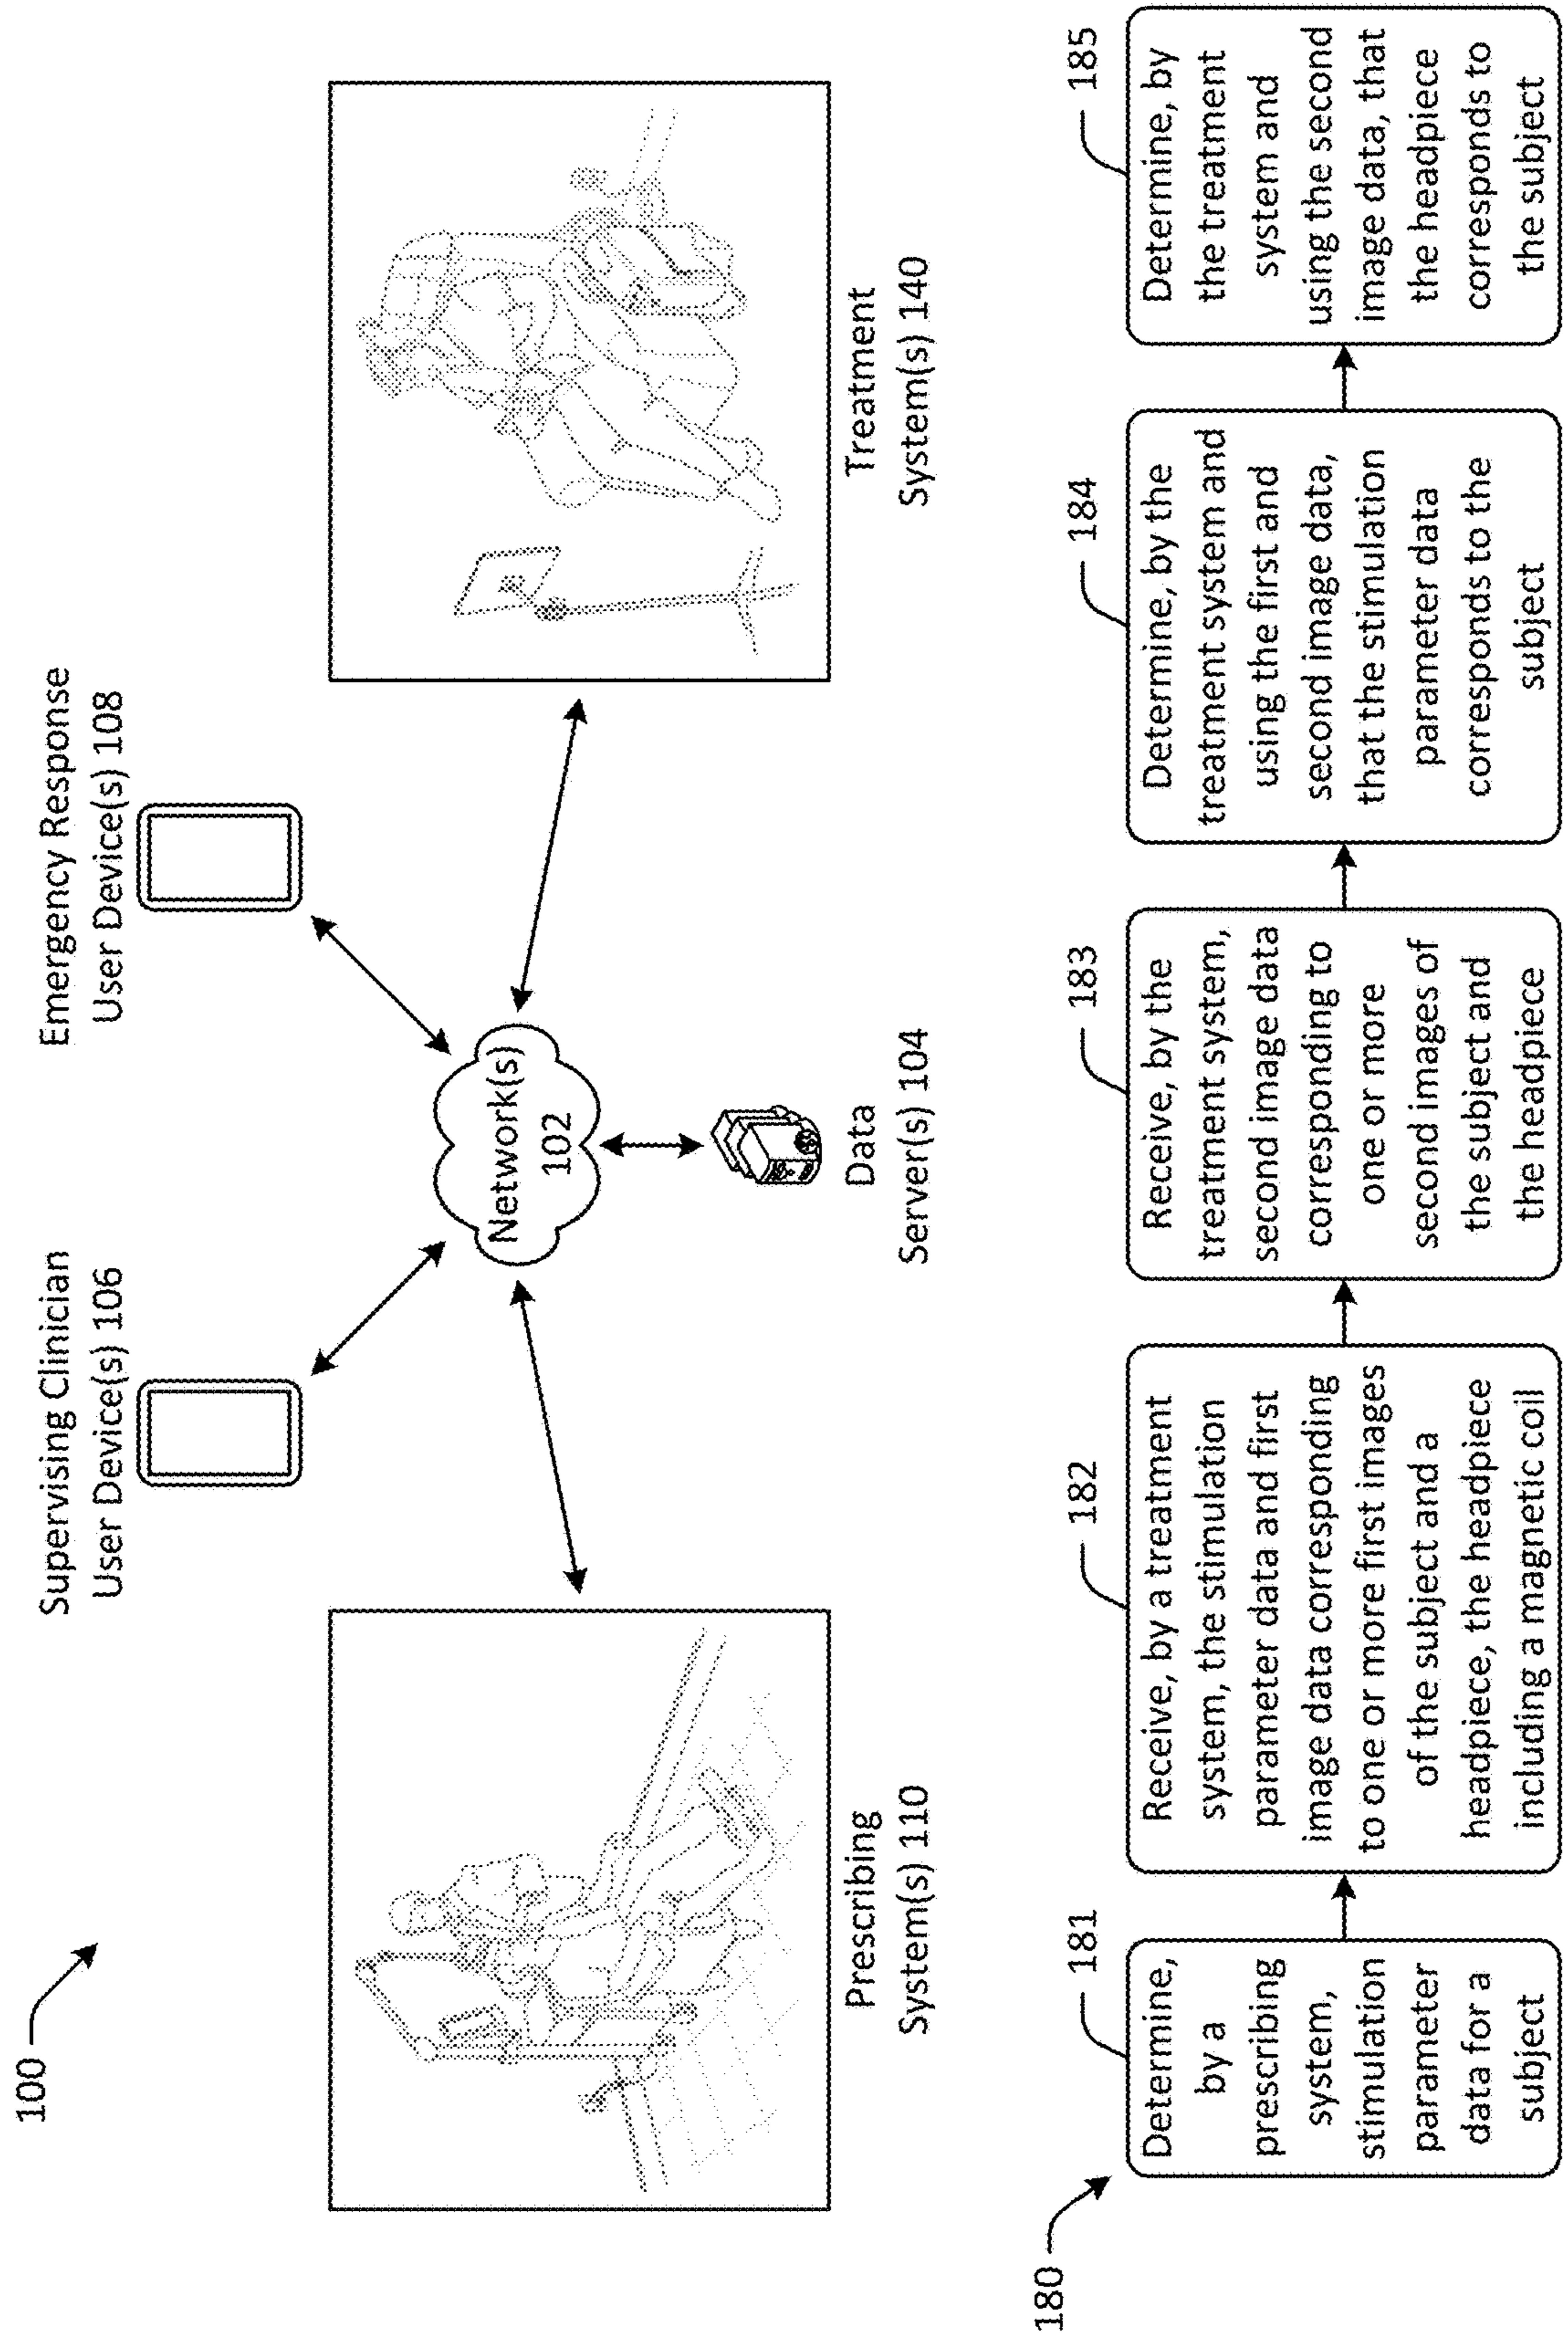 100
Supervising Clinician
User Device(s) 106
Emergency Response
User Device(s) 108
Network(s)
102
Prescribing
System(s) 110
Data
Server(s) 104
Treatment
System(s) 140
180
181
Determine,
by a
prescribing
system,
stimulation
parameter
data for a
subject
182
Receive, by a treatment
system, the stimulation
parameter data and first
image data corresponding
to one or more first images
of the subject and a
headpiece, the headpiece
including a magnetic coil
183
Receive, by the
treatment system,
second image data
corresponding to
one or more
second images of
the subject and
the headpiece
184
Determine, by the
treatment system and
using the first and
second image data,
that the stimulation
parameter data
corresponds to the
subject
185
Determine, by
the treatment
system and
using the second
image data, that
the headpiece
corresponds to
the subject